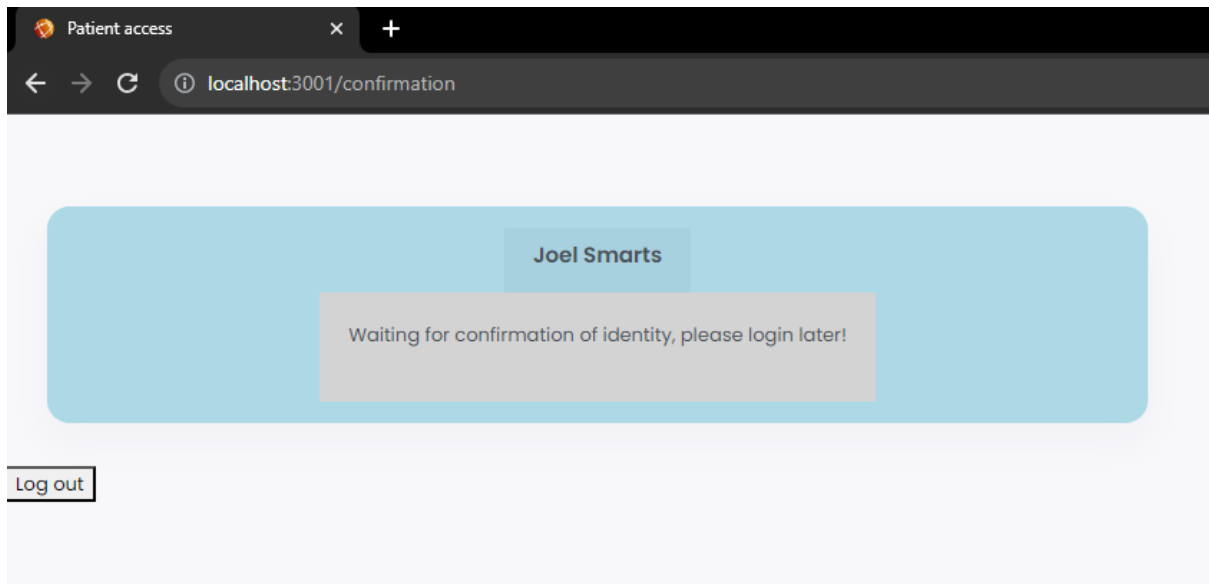 Patient access
localhost:3001/confirmation
Joel Smarts
Waiting for confirmation of identity, please login later!
Log out